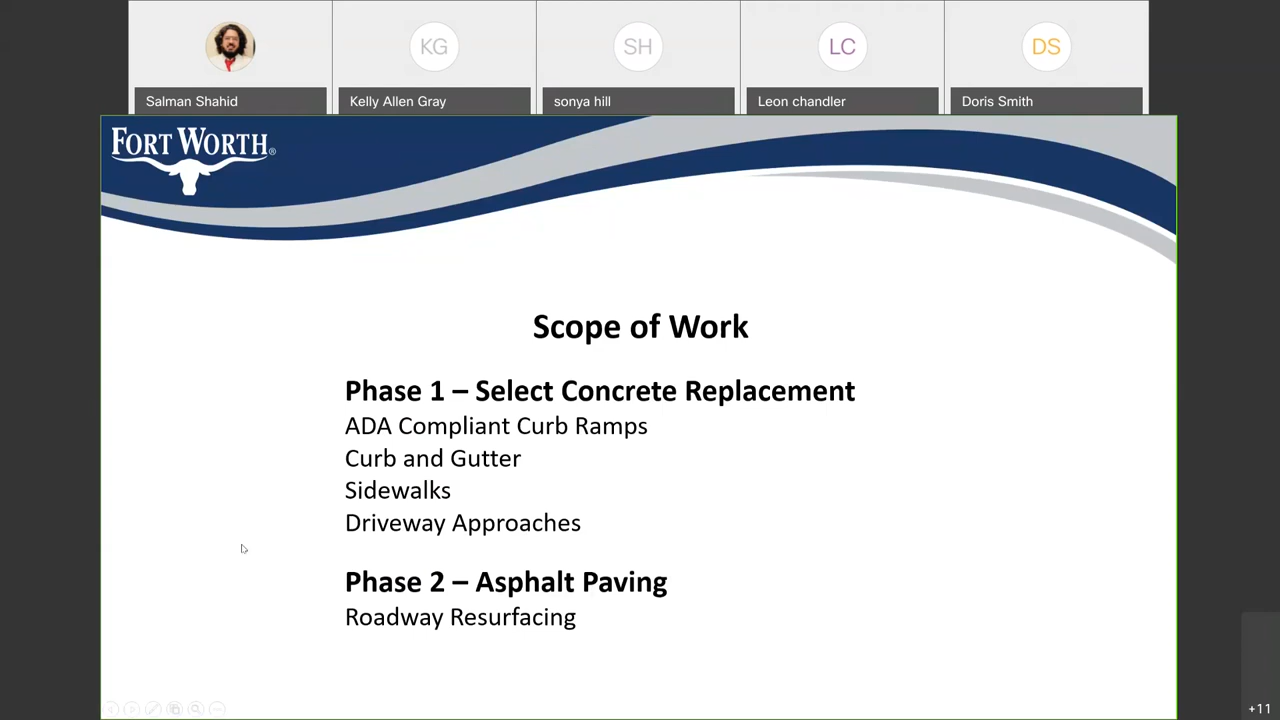 KG
SH
LC
DS
Salman Shahid
Kelly Allen Gray
sonya hill
Leon chandler
Doris Smith
FORT WORTH®
Scope of Work
Phase 1 – Select Concrete Replacement
ADA Compliant Curb Ramps
Curb and Gutter
Sidewalks
Driveway Approaches
Phase 2 – Asphalt Paving
Roadway Resurfacing
+11